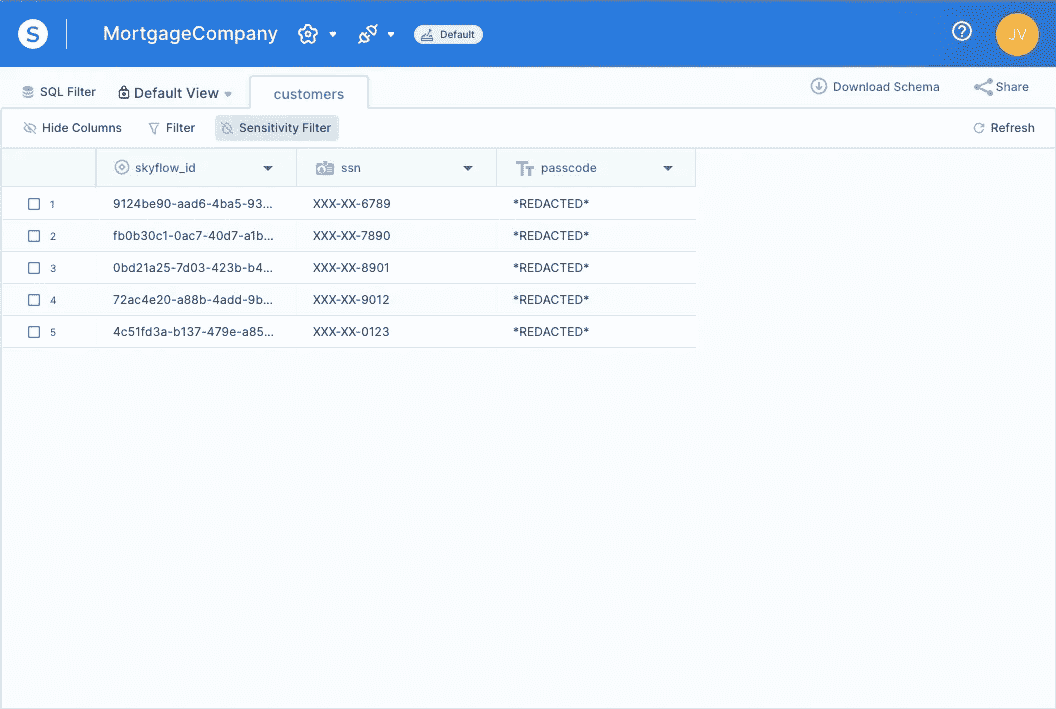 S MortgageCompany Default JV
SQL Filter Default View customers Download Schema Share
Hide Columns Filter Sensitivity Filter Refresh
skyflow_id ssn Tт passcode
1 9124be90-aad6-4ba5-93... XXX-XX-6789 *REDACTED*
2 fb0b30c1-0ac7-40d7-a1b... XXX-XX-7890 *REDACTED*
3 0bd21a25-7d03-423b-b4... XXX-XX-8901 *REDACTED*
4 72ac4e20-a88b-4add-9b... XXX-XX-9012 *REDACTED*
5 4c51fd3a-b137-479e-a85... XXX-XX-0123 *REDACTED*